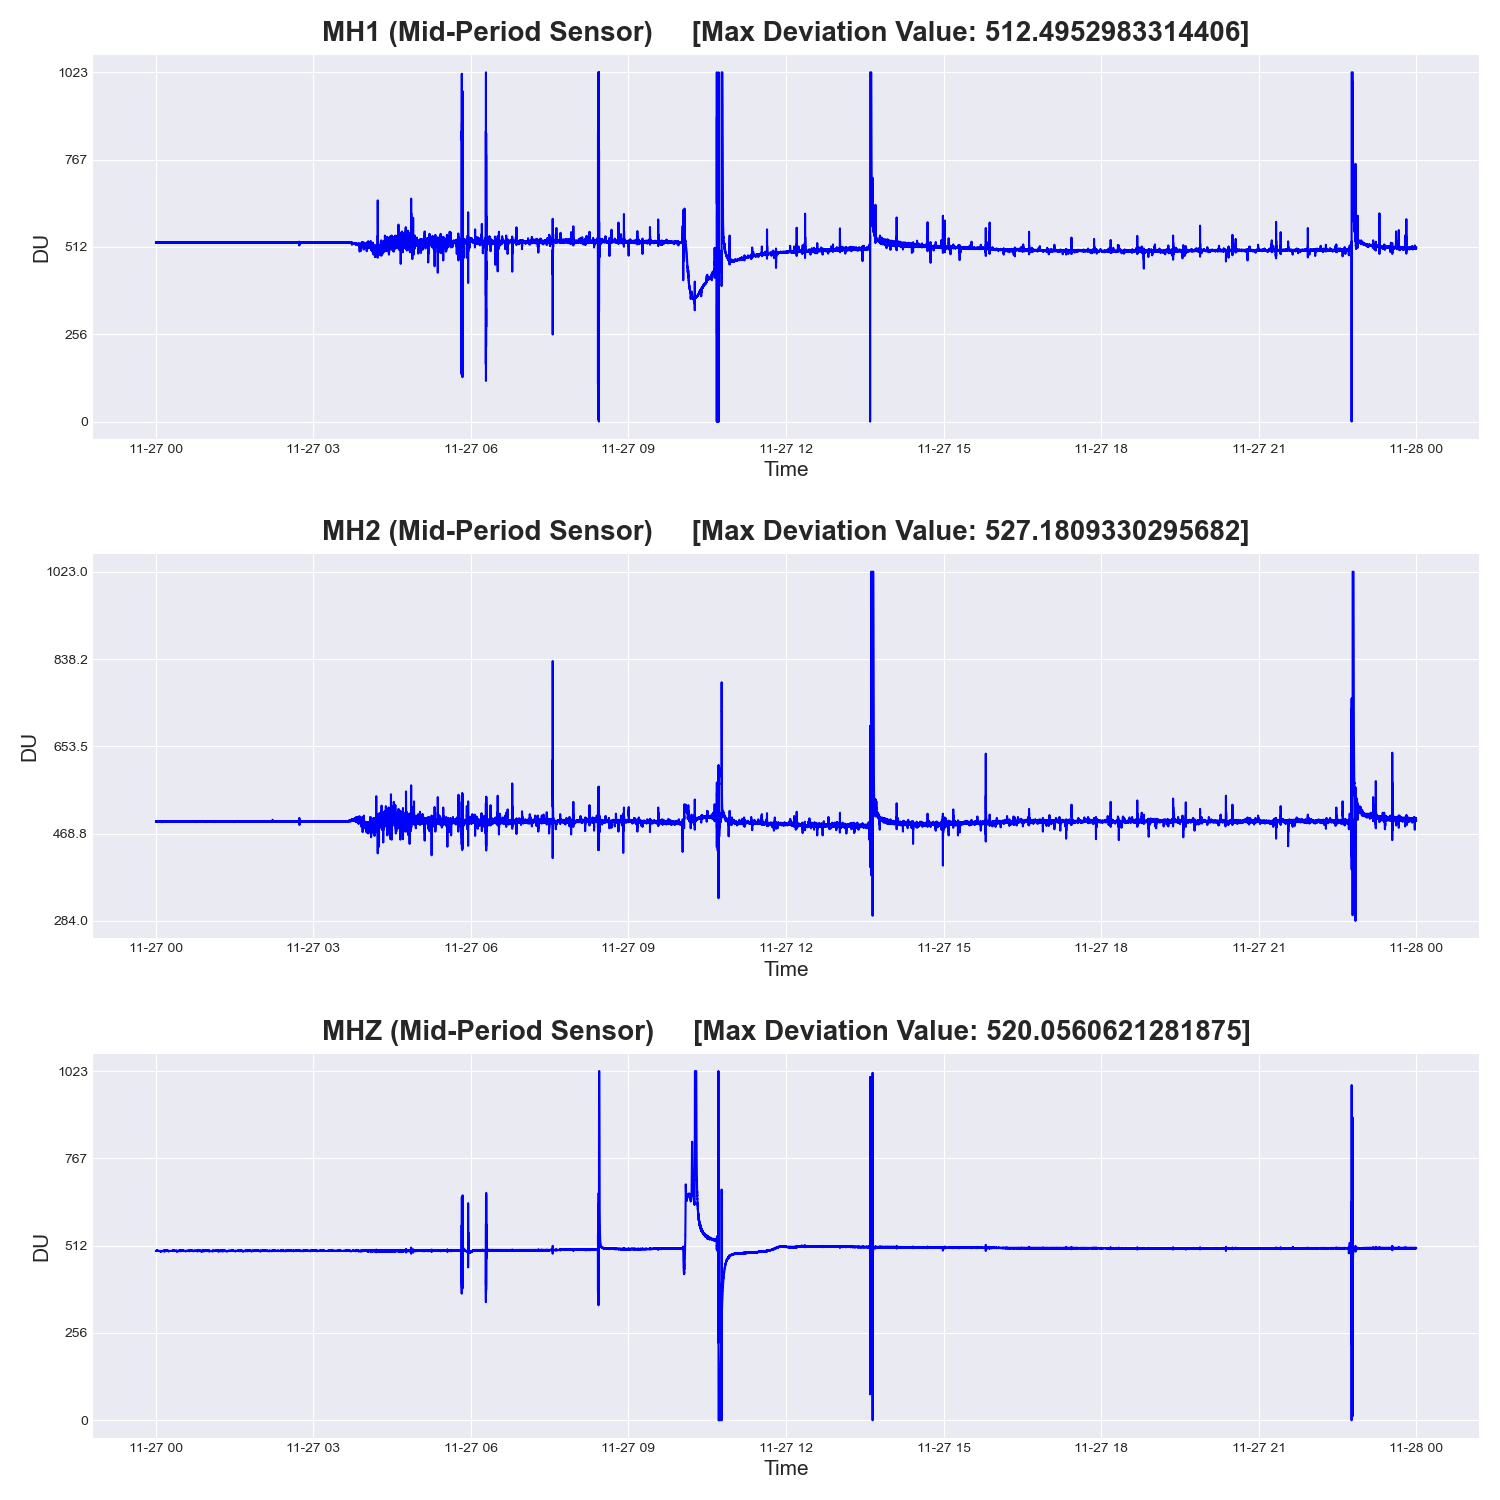 MH1 (Mid-Period Sensor) [Max Deviation Value: 512.4952983314406]
1023
767
512
256
0
DU
11-27 00 11-27 03 11-27 06 11-27 09 11-27 12 11-27 15 11-27 18 11-27 21 11-28 00
Time
MH2 (Mid-Period Sensor) [Max Deviation Value: 527.1809330295682]
1023.0
838.2
653.5
468.8
284.0
DU
11-27 00 11-27 03 11-27 06 11-27 09 11-27 12 11-27 15 11-27 18 11-27 21 11-28 00
Time
MHZ (Mid-Period Sensor) [Max Deviation Value: 520.0560621281875]
1023
767
512
256
0
DU
11-27 00 11-27 03 11-27 06 11-27 09 11-27 12 11-27 15 11-27 18 11-27 21 11-28 00
Time